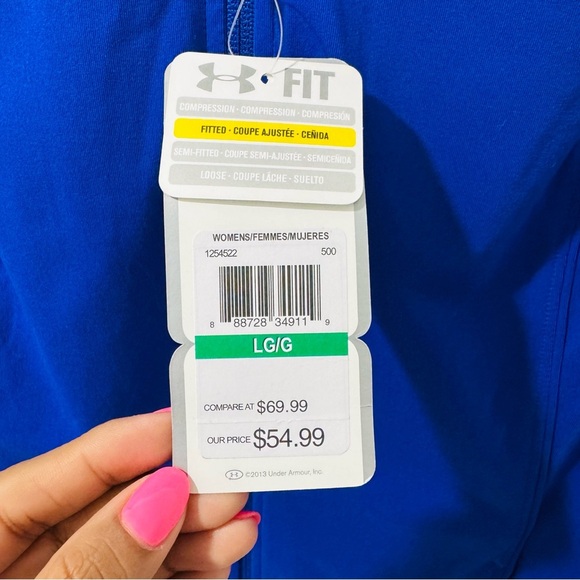 FIT
COMPRESSION · COMPRESSION · COMPRESIÓN
FITTED · COUPE AJUSTÉE · CEÑIDA
SEMI-FITTED · COUPE SEMI-AJUSTÉE · SEMICEÑIDA
LOOSE · COUPE LÂCHE · SUELTO
WOMENS/FEMMES/MUJERES
1254522 500
8 88728 34911 9
LG/G
COMPARE AT $69.99
OUR PRICE $54.99
©2013 Under Armour, Inc.